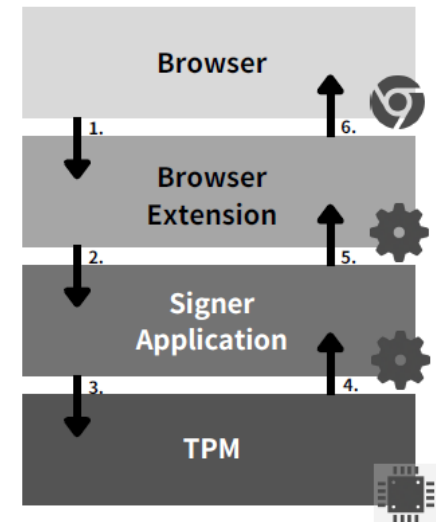 Browser
1.
6.
Browser
Extension
2.
5.
Signer
Application
3.
4.
TPM